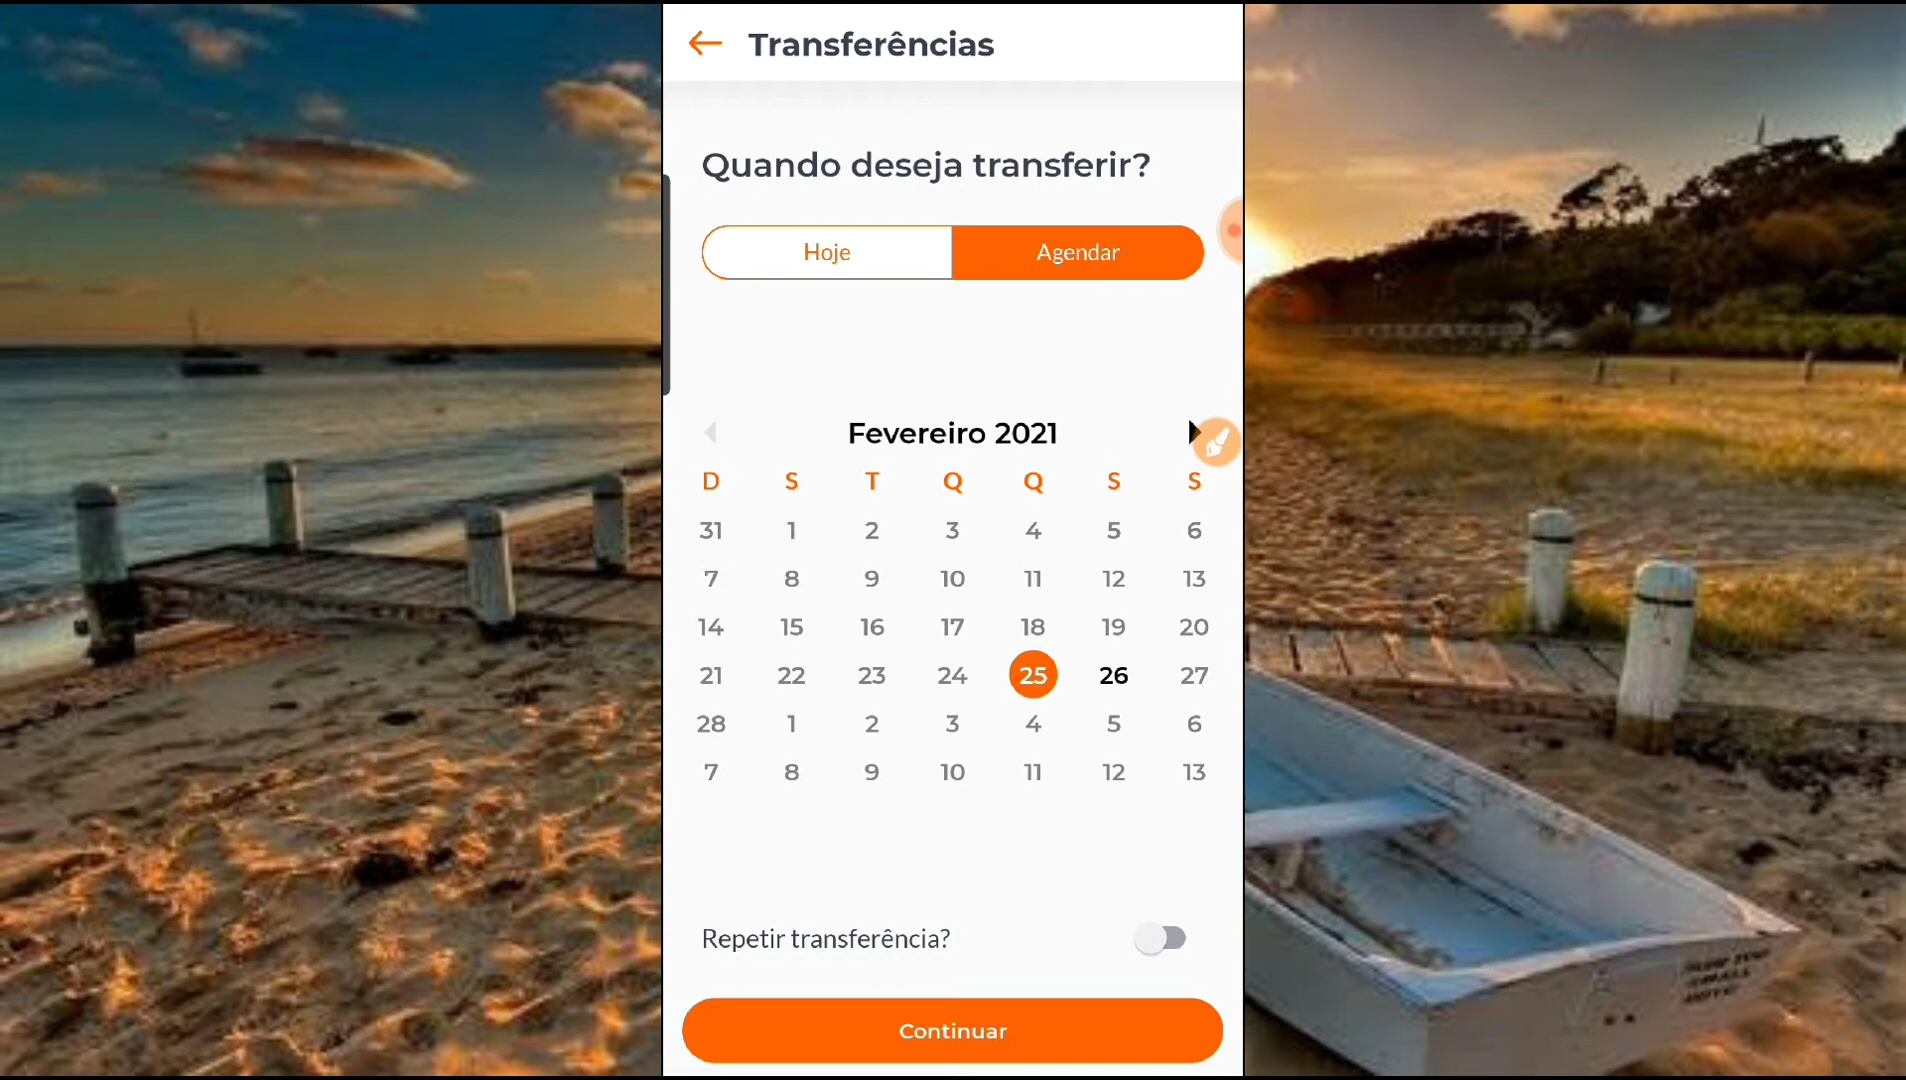 Transferências
Quando deseja transferir?
Hoje Agendar
Fevereiro 2021
D S T Q Q S S
31 1 2 3 4 5 6
7 8 9 10 11 12 13
14 15 16 17 18 19 20
21 22 23 24 25 26 27
28 1 2 3 4 5 6
7 8 9 10 11 12 13
Repetir transferência?
Continuar